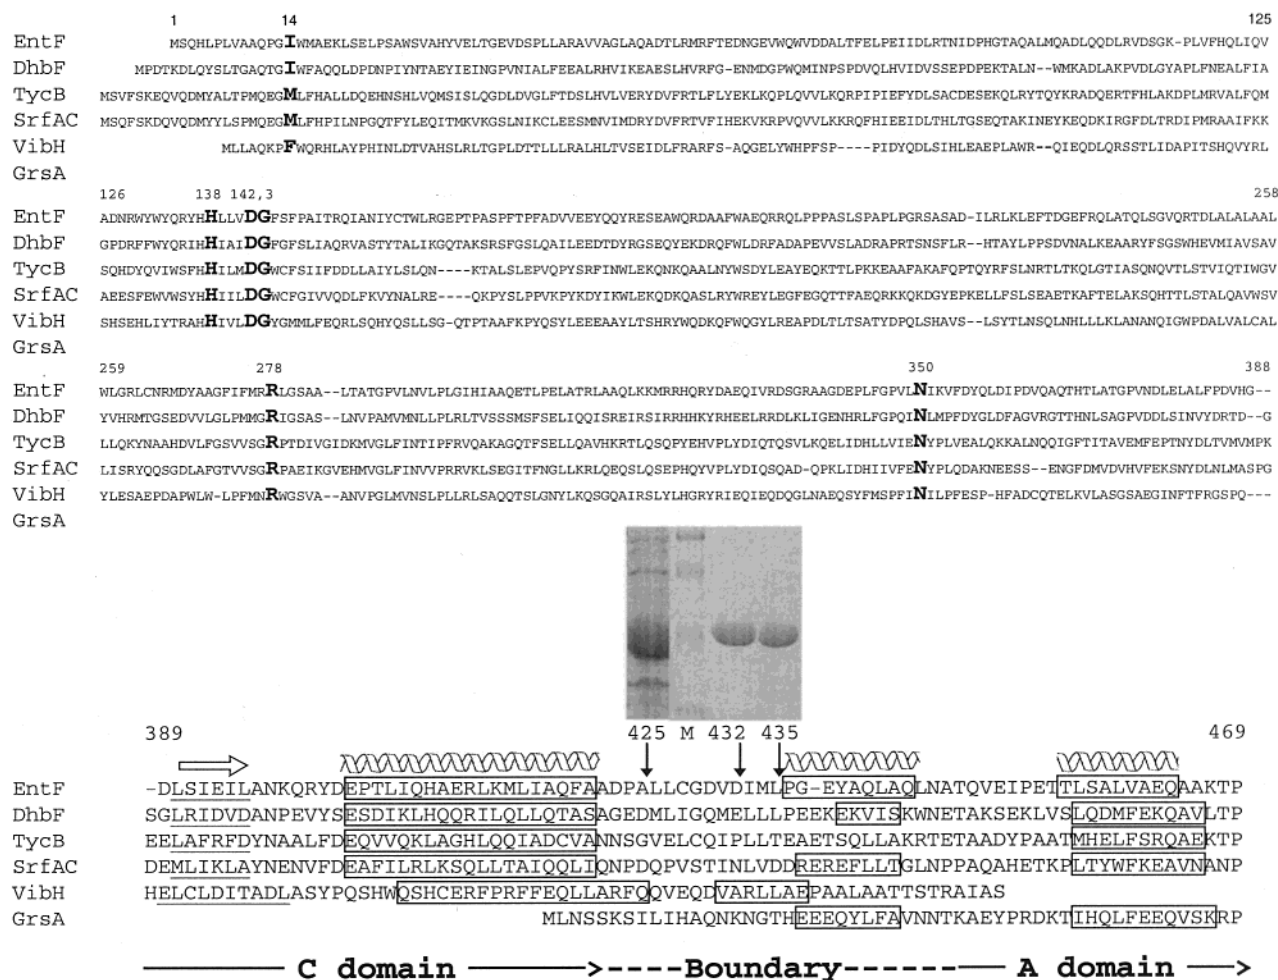 1 14 125
EntF MSQHLPLVAAQPGIWMAEKLSELPSAWSVAHYVELTGEVDSPLLARAVVAGLAQADTLRMRFTEDNGEVWQWVDDALTFELPEIIDLRTNIDPHGTAQALMQADLQQDLRVDSGK-PLVFHQLIQV
DhbF MPDTKDLQYSLTGAQTGIWFAQQLDPDNPIYNTAEYIEINGPVNIALFEEALRHVIKEAESLHVRFG-ENMDGPWQMINPSPDVQLHVIDVSSEPDPEKTALN--WMKADLAKPVDLGYAPLFNEALFIA
TycB MSVFSKEQVQDMYALTPMQEGMLFHALLDQEHNSHLVQMSISLQGDLDVGLFTDSLHVLVERYDVFRTLFLYEKLKQPLQVVLKQRPIPIEFYDLSACDESEKQLRYTQYKRADQERTFHLAKDPLMRVALFQM
SrfAC MSQFSKDQVQDMYYLSPMQEGMLFHPILNPGQTFYLEQITMKVKGSLNIKCLEESMNVIMDRYDVFRTVFIHEKVKRPVQVVLKKRQFHIEEIDLTHLTGSEQTAKINEYKEQDKIRGFDLTRDIPMRAAIFKK
VibH MLLAQKPFWQRHLAYPHINLDTVAHSLRLTGPLDTTLLLRALHLTVSEIDLFRARFS-AQGELYWHPFSP----PIDYQDLSIHLEAEPLAWR--QIEQDLQRSSTLIDAPITSHQVYRL
GrsA
126 138 142,3 258
EntF ADNRWYWYQRYHHLLVDGFSFPAITRQIANIYCTWLRGEPTPASPFTPFADVVEEYQQYRESEAWQRDAAFWAEQRRQLPPPASLSPAPLPGRSASAD-ILRLKLEFTDGEFRQLATQLSGVQRTDLALALAAL
DhbF GPDRFFWYQRIHHIAIDGFGFSLIAQRVASTYTALIKGQTAKSRSFGSLQAILEEDTDYRGSEQYEKDRQFWLDRFADAPEVVSLADRAPRTSNSFLR--HTAYLPPSDVNALKEAARYFSGSWHEVMIAVSAV
TycB SQHDYQVIWSFHHILMDGWCFSIIFDDLLAIYLSLQN----KTALSLEPVQPYSRFINWLEKQNKQAALNYWSDYLEAYEQKTTLPKKEAAFAKAFQPTQYRFSLNRTLTKQLGTIASQNQVTLSTVIQTIWGV
SrfAC AEESFEWVWSYHHIILDGWCFGIVVQDLFKVYNALRE----QKPYSLPPVKPYKDYIKWLEKQDKQASLRYWREYLEGFEGQTTFAEQRKKQKDGYEPKELLFSLSEAETKAFTELAKSQHTTLSTALQAVWSV
VibH SHSEHLIYTRAHHIVLDGYGMMLFEQRLSQHYQSLLSG-QTPTAAFKPYQSYLEEEAAYLTSHRYWQDKQFWQGYLREAPDLTLTSATYDPQLSHAVS--LSYTLNSQLNHLLLKLANANQIGWPDALVALCAL
GrsA
259 278 350 388
EntF WLGRLCNRMDYAAGFIFMRRLGSAA--LTATGPVLNVLPLGIHIAAQETLPELATRLAAQLKKMRRHQRYDAEQIVRDSGRAAGDEPLFGPVLNIKVFDYQLDIPDVQAQTHTLATGPVNDLELALFPDVHG--
DhbF YVHRMTGSEDVVLGLPMMGRIGSAS--LNVPAMVMNLLPLRLTVSSSMSFSELIQQISREIRSIRRHHKYRHEELRRDLKLIGENHRLFGPQINLMPFDYGLDFAGVRGTTHNLSAGPVDDLSINVYDRTD--G
TycB LLQKYNAAHDVLFGSVVSGRPTDIVGIDKMVGLFINTIPFRVQAKAGQTFSELLQAVHKRTLQSQPYEHVPLYDIQTQSVLKQELIDHLLVIENYPLVEALQKKALNQQIGFTITAVEMFEPTNYDLTVMVMPK
SrfAC LISRYQQSGDLAFGTVVSGRPAEIKGVEHMVGLFINVVPRRVKLSEGITFNGLLKRLQEQSLQSEPHQYVPLYDIQSQAD-QPKLIDHIIVFENYPLQDAKNEESS--ENGFDMVDVHVFEKSNYDLNLMASPG
VibH YLESAEPDAPWLW-LPFMNRWGSVA--ANVPGLMVNSLPLLRLSAQQTSLGNYLKQSGQAIRSLYLHGRYRIEQIEQDQGLNAEQSYFMSPFINILPFESP-HFADCQTELKVLASGSAEGINFTFRGSPQ---
GrsA
389 425 M 432 435 469
EntF -DLSIEILANKQRYDEPTLIQHAERLKMLIAQFAADPALLCGDVDIMLPG-EYAQLAQLNATQVEIPETTLSALVAEQAAKTP
DhbF SGLRIDVDANPEVYSESDIKLHQQRILQLLQTASAGEDMLIGQMELLLPEEKEKVISKWNETAKSEKLVSLQDMFEKQAVLTP
TycB EELAFRFDYNAALFDEQVVQKLAGHLQQIADCVANNSGVELCQIPLLTEAETSQLLAKRTETAADYPAATMHELFSRQAEKTP
SrfAC DEMLIKLAYNENVFDEAFILRLKSQLLTAIQQLIQNPDQPVSTINLVDDREREFLLTGLNPPAQAHETKPLTYWFKEAVNANP
VibH HELCLDITADLASYPQSHWQSHCERFPRFFEQLLARFQQVEQDVARLLAEPAALAATTSTRAIAS
GrsA MLNSSKSILIHAQNKNGTHEEEQYLFAVNNTKAEYPRDKTIHQLFEEQVSKRP
C domain ----Boundary------ A domain